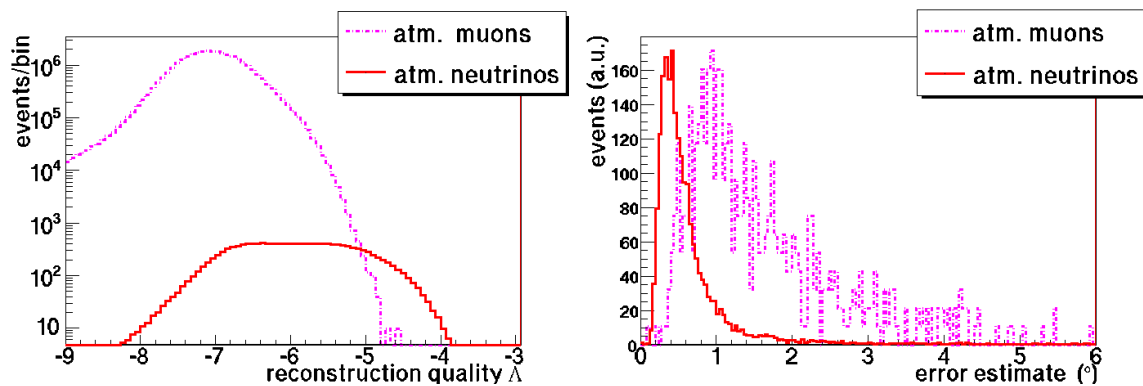 atm. muons
atm. neutrinos
events/bin
10^6
10^5
10^4
10^3
10^2
10
-9 -8 -7 -6 -5 -4 -3
reconstruction quality Λ
atm. muons
atm. neutrinos
events (a.u.)
160
140
120
100
80
60
40
20
0
0 1 2 3 4 5 6
error estimate (°)